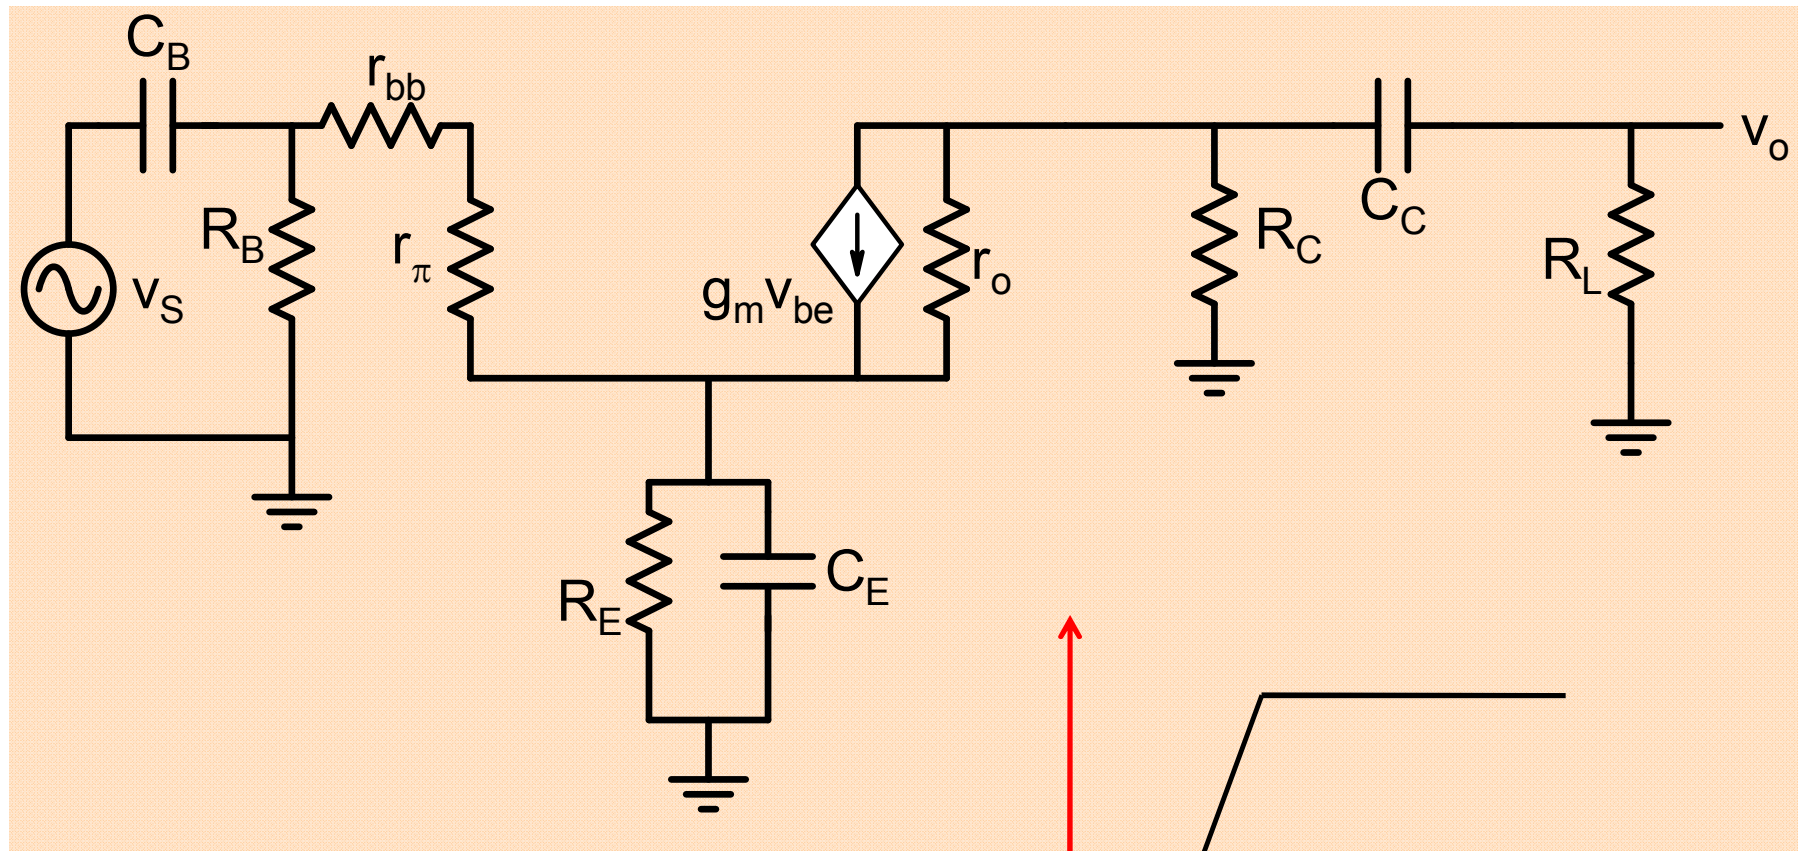 C_B
r_bb
v_o
R_B
r_π
v_S
g_m v_be
r_o
R_C
C_C
R_L
R_E
C_E